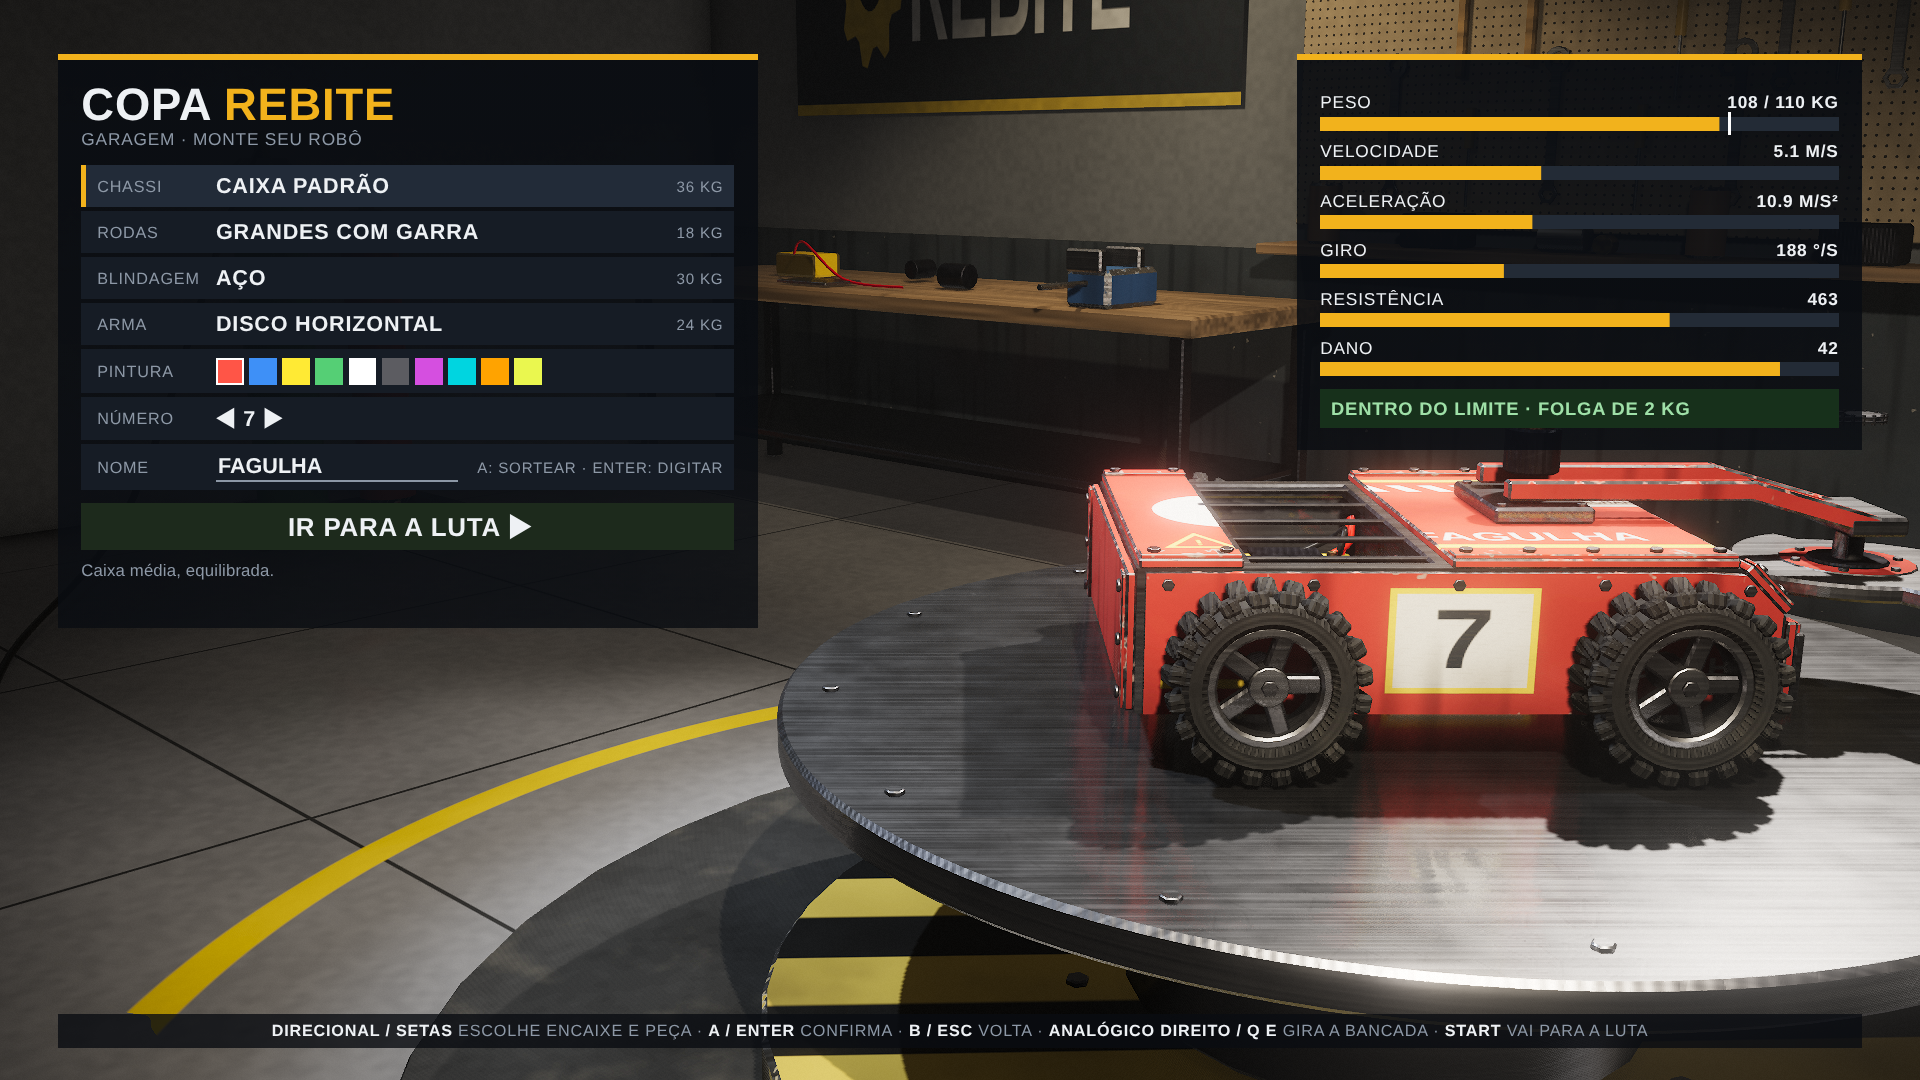 REBITE
COPA REBITE
GARAGEM · MONTE SEU ROBÔ
CHASSI CAIXA PADRÃO 36 KG
RODAS GRANDES COM GARRA 18 KG
BLINDAGEM AÇO 30 KG
ARMA DISCO HORIZONTAL 24 KG
PINTURA
NÚMERO ◀ 7 ▶
NOME FAGULHA A: SORTEAR · ENTER: DIGITAR
IR PARA A LUTA ▶
Caixa média, equilibrada.
PESO 108 / 110 KG
VELOCIDADE 5.1 M/S
ACELERAÇÃO 10.9 M/S²
GIRO 188 °/S
RESISTÊNCIA 463
DANO 42
DENTRO DO LIMITE · FOLGA DE 2 KG
FAGULHA
7
DIRECIONAL / SETAS ESCOLHE ENCAIXE E PEÇA · A / ENTER CONFIRMA · B / ESC VOLTA · ANALÓGICO DIREITO / Q E GIRA A BANCADA · START VAI PARA A LUTA